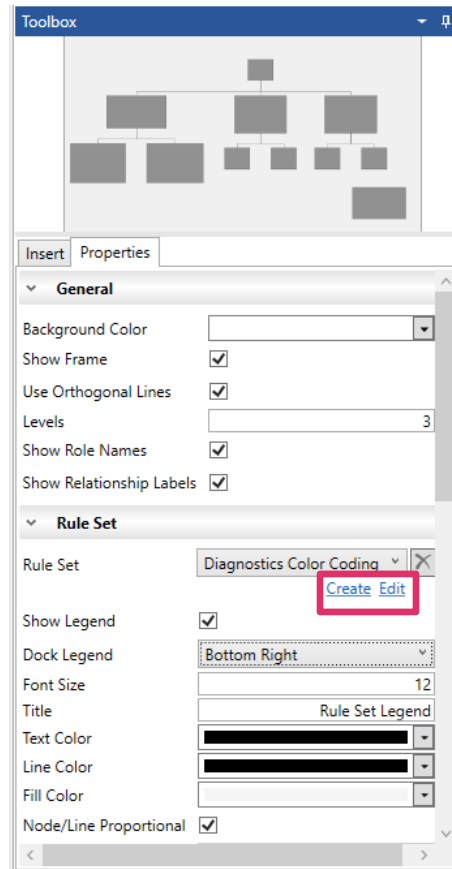 Toolbox
Insert Properties
General
Background Color
Show Frame
Use Orthogonal Lines
Levels 3
Show Role Names
Show Relationship Labels
Rule Set
Rule Set Diagnostics Color Coding
Create Edit
Show Legend
Dock Legend Bottom Right
Font Size 12
Title Rule Set Legend
Text Color
Line Color
Fill Color
Node/Line Proportional